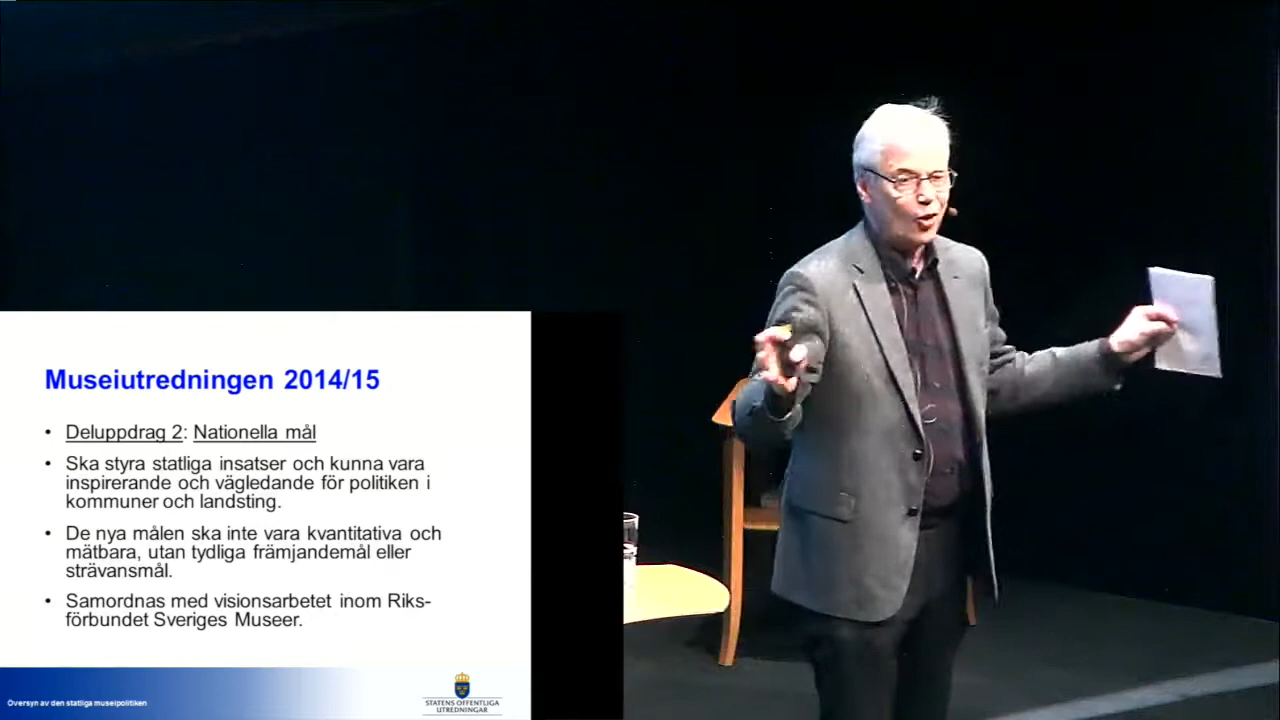 Museiutredningen 2014/15
• Deluppdrag 2: Nationella mål
• Ska styra statliga insatser och kunna vara
inspirerande och vägledande för politiken i
kommuner och landsting.
• De nya målen ska inte vara kvantitativa och
mätbara, utan tydliga främjandemål eller
strävansmål.
• Samordnas med visionsarbetet inom Riks-
förbundet Sveriges Museer.
Översyn av den statliga museipolitiken
STATENS OFFENTLIGA
UTREDNINGAR